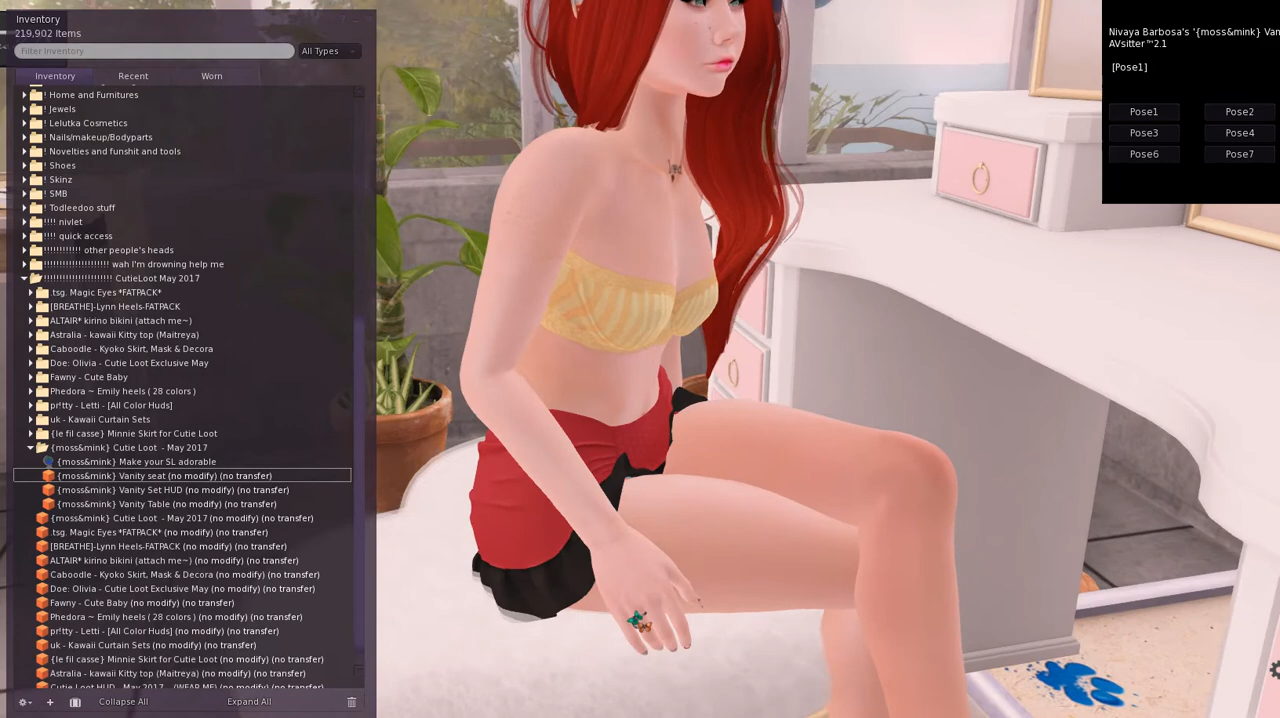 Inventory
219,902 Items
Filter Inventory
All Types
Inventory Recent Worn
! Home and Furnitures
! Jewels
! Lelutka Cosmetics
! Nails/makeup/Bodyparts
! Novelties and funshit and tools
! Shoes
! Skinz
! SMB
! Todleedoo stuff
!!!! nivlet
!!!! quick access
!!!!!!!!!!!!! other people's heads
!!!!!!!!!!!!!!!!!!!!!! wah I'm drowning help me
!!!!!!!!!!!!!!!!!!!!!!! CutieLoot May 2017
.tsg. Magic Eyes *FATPACK*
[BREATHE]-Lynn Heels-FATPACK
ALTAIR* kirino bikini (attach me~)
Astralia - kawaii Kitty top (Maitreya)
Caboodle - Kyoko Skirt, Mask & Decora
Doe: Olivia - Cutie Loot Exclusive May
Fawny - Cute Baby
Phedora ~ Emily heels ( 28 colors )
pr!tty - Letti - [All Color Huds]
uk - Kawaii Curtain Sets
{le fil casse} Minnie Skirt for Cutie Loot
{moss&mink} Cutie Loot - May 2017
{moss&mink} Make your SL adorable
{moss&mink} Vanity seat (no modify) (no transfer)
{moss&mink} Vanity Set HUD (no modify) (no transfer)
{moss&mink} Vanity Table (no modify) (no transfer)
{moss&mink} Cutie Loot - May 2017 (no modify) (no transfer)
.tsg. Magic Eyes *FATPACK* (no modify) (no transfer)
[BREATHE]-Lynn Heels-FATPACK (no modify) (no transfer)
ALTAIR* kirino bikini (attach me~) (no modify) (no transfer)
Caboodle - Kyoko Skirt, Mask & Decora (no modify) (no transfer)
Doe: Olivia - Cutie Loot Exclusive May (no modify) (no transfer)
Fawny - Cute Baby (no modify) (no transfer)
Phedora ~ Emily heels ( 28 colors ) (no modify) (no transfer)
pr!tty - Letti - [All Color Huds] (no modify) (no transfer)
uk - Kawaii Curtain Sets (no modify) (no transfer)
{le fil casse} Minnie Skirt for Cutie Loot (no modify) (no transfer)
Astralia - kawaii Kitty top (Maitreya) (no modify) (no transfer)
Cutie Loot HUD - May 2017 (WEAR ME) (no modify) (no transfer)
Collapse All Expand All
Nivaya Barbosa's '{moss&mink} Van
AVsitter™2.1
[Pose1]
Pose1 Pose2
Pose3 Pose4
Pose6 Pose7